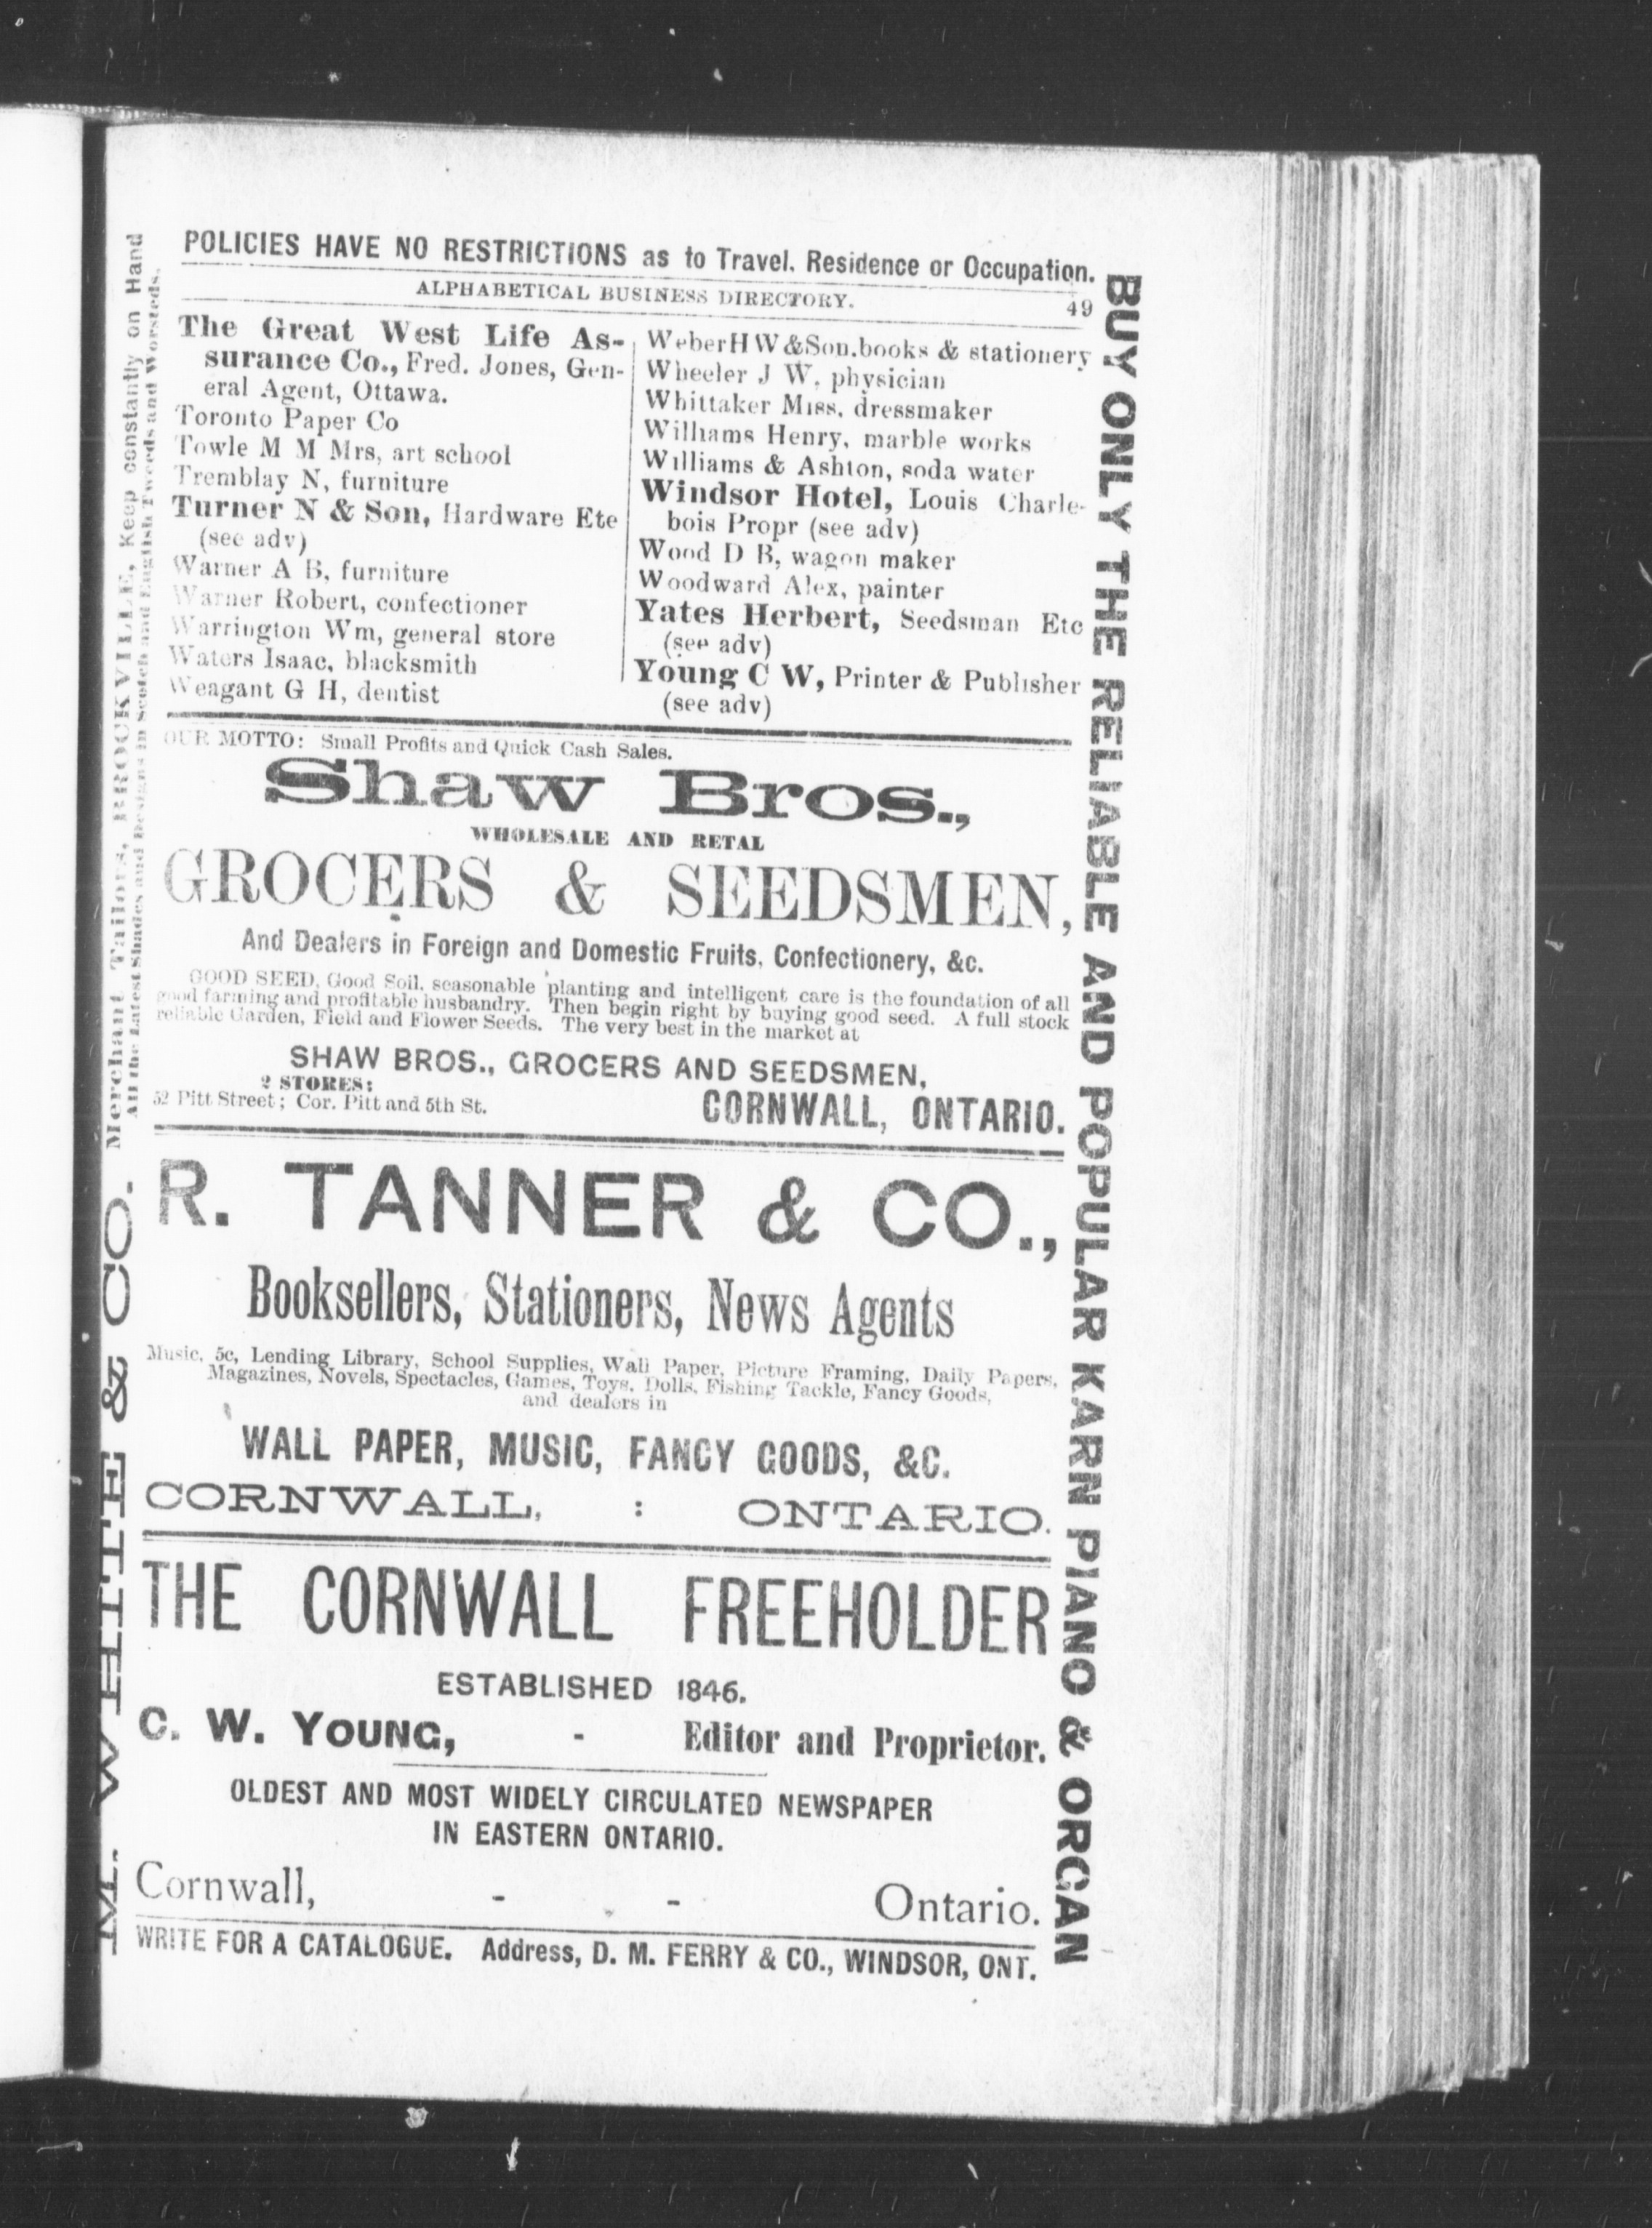 POLICIES HAVE NO RESTRICTIONS as to Travel, Residence or Occupation.
ALPHABETICAL BUSINESS DIRECTORY. 49
The Great West Life As-
surance Co., Fred. Jones, Gen-
eral Agent, Ottawa.
Toronto Paper Co
Towle M M Mrs, art school
Tremblay N, furniture
Turner N & Son, Hardware Etc
(see adv)
Warner A B, furniture
Warner Robert, confectioner
Warrington Wm, general store
Waters Isaac, blacksmith
Weagant G H, dentist
Weber H W & Son, books & stationery
Wheeler J W, physician
Whittaker Miss, dressmaker
Williams Henry, marble works
Williams & Ashton, soda water
Windsor Hotel, Louis Charle-
bois Propr (see adv)
Wood D B, wagon maker
Woodward Alex, painter
Yates Herbert, Seedsman Etc
(see adv)
Young C W, Printer & Publisher
(see adv)
OUR MOTTO: Small Profits and Quick Cash Sales.
Shaw Bros.,
WHOLESALE AND RETAL
GROCERS & SEEDSMEN,
And Dealers in Foreign and Domestic Fruits, Confectionery, &c.
GOOD SEED, Good Soil, seasonable planting and intelligent care is the foundation of all
good farming and profitable husbandry. Then begin right by buying good seed. A full stock
reliable Garden, Field and Flower Seeds. The very best in the market at
SHAW BROS., GROCERS AND SEEDSMEN,
2 STORES:
52 Pitt Street; Cor. Pitt and 5th St.
CORNWALL, ONTARIO.
R. TANNER & CO.,
Booksellers, Stationers, News Agents
Music, 5c, Lending Library, School Supplies, Wall Paper, Picture Framing, Daily Papers,
Magazines, Novels, Spectacles, Games, Toys, Dolls, Fishing Tackle, Fancy Goods,
and dealers in
WALL PAPER, MUSIC, FANCY GOODS, &C.
CORNWALL, : ONTARIO.
THE CORNWALL FREEHOLDER
ESTABLISHED 1846.
C. W. YOUNG, - Editor and Proprietor.
OLDEST AND MOST WIDELY CIRCULATED NEWSPAPER
IN EASTERN ONTARIO.
Cornwall, - - Ontario.
WRITE FOR A CATALOGUE. Address, D. M. FERRY & CO., WINDSOR, ONT.
M. WHITE & CO. Merchant Tailors, BROCKVILLE, Keep constantly on Hand
All the Latest Shades and Designs in Scotch and English Tweeds and Worsteds.
BUY ONLY THE RELIABLE AND POPULAR KARN PIANO & ORGAN